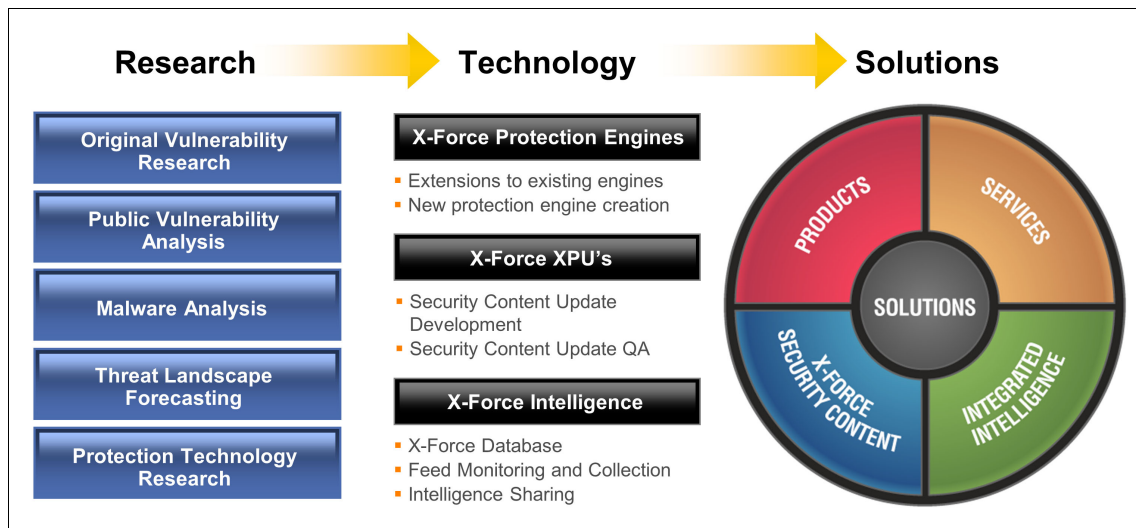 Research
Technology
Solutions
Original Vulnerability
Research
Public Vulnerability
Analysis
Malware Analysis
Threat Landscape
Forecasting
Protection Technology
Research
X-Force Protection Engines
▪ Extensions to existing engines
▪ New protection engine creation
X-Force XPU's
▪ Security Content Update
Development
▪ Security Content Update QA
X-Force Intelligence
▪ X-Force Database
▪ Feed Monitoring and Collection
▪ Intelligence Sharing
PRODUCTS
SERVICES
SOLUTIONS
X-FORCE
SECURITY CONTENT
INTEGRATED
INTELLIGENCE